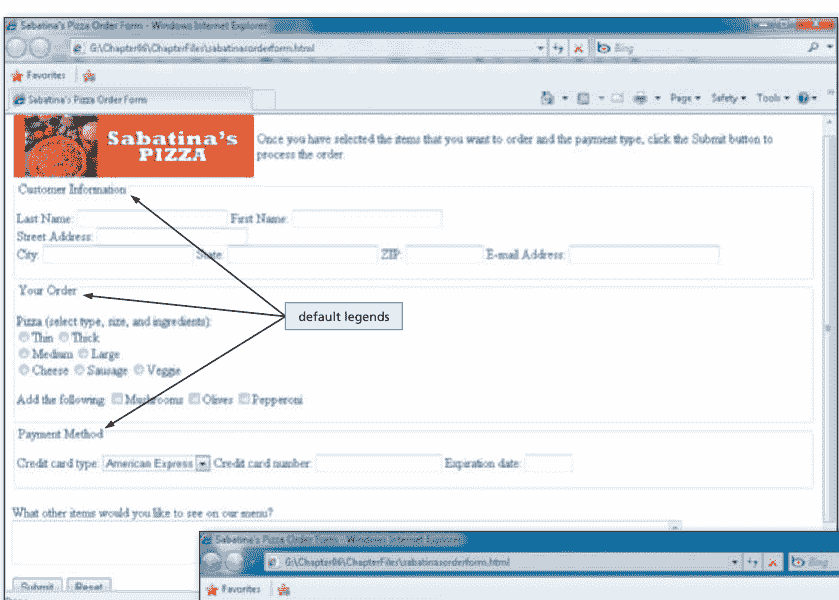 Sabatina's Pizza Order Form - Windows Internet Explorer
G:\Chapter06\ChapterFiles\sabatinasorderform.html
Bing
Favorites
Sabatina's Pizza Order Form
Page
Safety
Tools
Sabatina's
PIZZA
Once you have selected the items that you want to order and the payment type, click the Submit button to
process the order.
Customer Information
Last Name:
First Name:
Street Address:
City:
State:
ZIP:
E-mail Address:
Your Order
default legends
Pizza (select type, size, and ingredients):
Thin
Thick
Medium
Large
Cheese
Sausage
Veggie
Add the following:
Mushrooms
Olives
Pepperoni
Payment Method
Credit card type:
American Express
Credit card number:
Expiration date:
What other items would you like to see on our menu?
Submit
Reset
Sabatina's Pizza Order Form - Windows Internet Explorer
G:\Chapter06\ChapterFiles\sabatinasorderform.html
Bing
Favorites